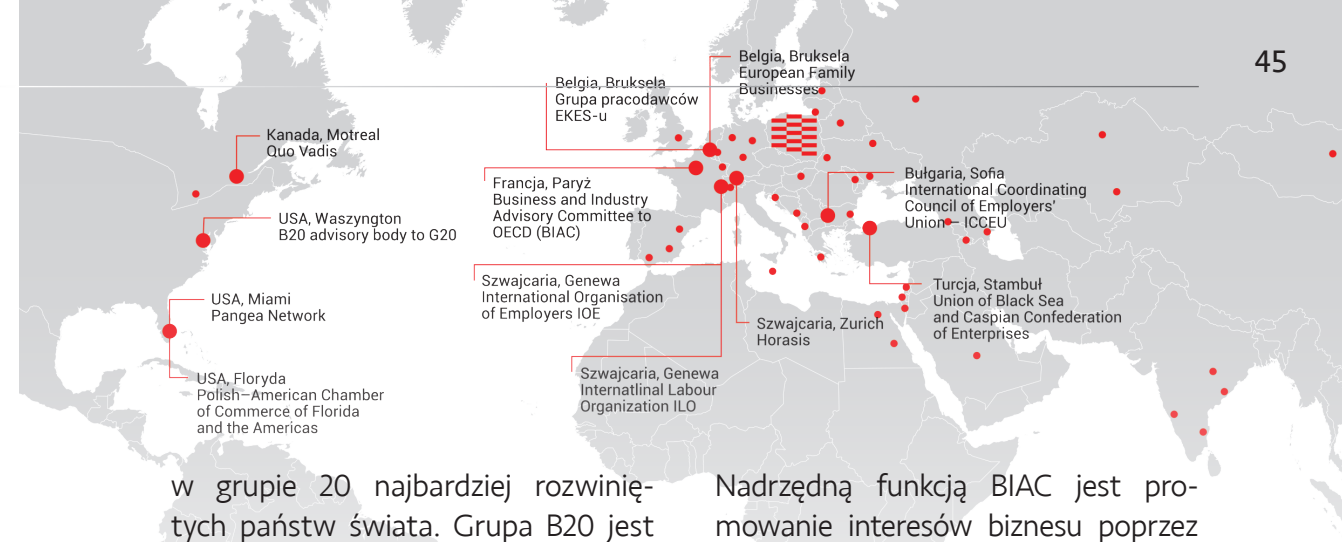 45
Belgia, Bruksela
European Family
Businesses
Belgia, Bruksela
Grupa pracodawców
EKES-u
Kanada, Motreal
Quo Vadis
Francja, Paryż
Business and Industry
Advisory Committee to
OECD (BIAC)
Bułgaria, Sofia
International Coordinating
Council of Employers'
Union – ICCEU
USA, Waszyngton
B20 advisory body to G20
Szwajcaria, Genewa
International Organisation
of Employers IOE
Turcja, Stambuł
Union of Black Sea
and Caspian Confederation
of Enterprises
USA, Miami
Pangea Network
Szwajcaria, Zurich
Horasis
Szwajcaria, Genewa
Internatlinal Labour
Organization ILO
USA, Floryda
Polish–American Chamber
of Commerce of Florida
and the Americas
w grupie 20 najbardziej rozwinię-
tych państw świata. Grupa B20 jest
Nadrzędną funkcją BIAC jest pro-
mowanie interesów biznesu poprzez